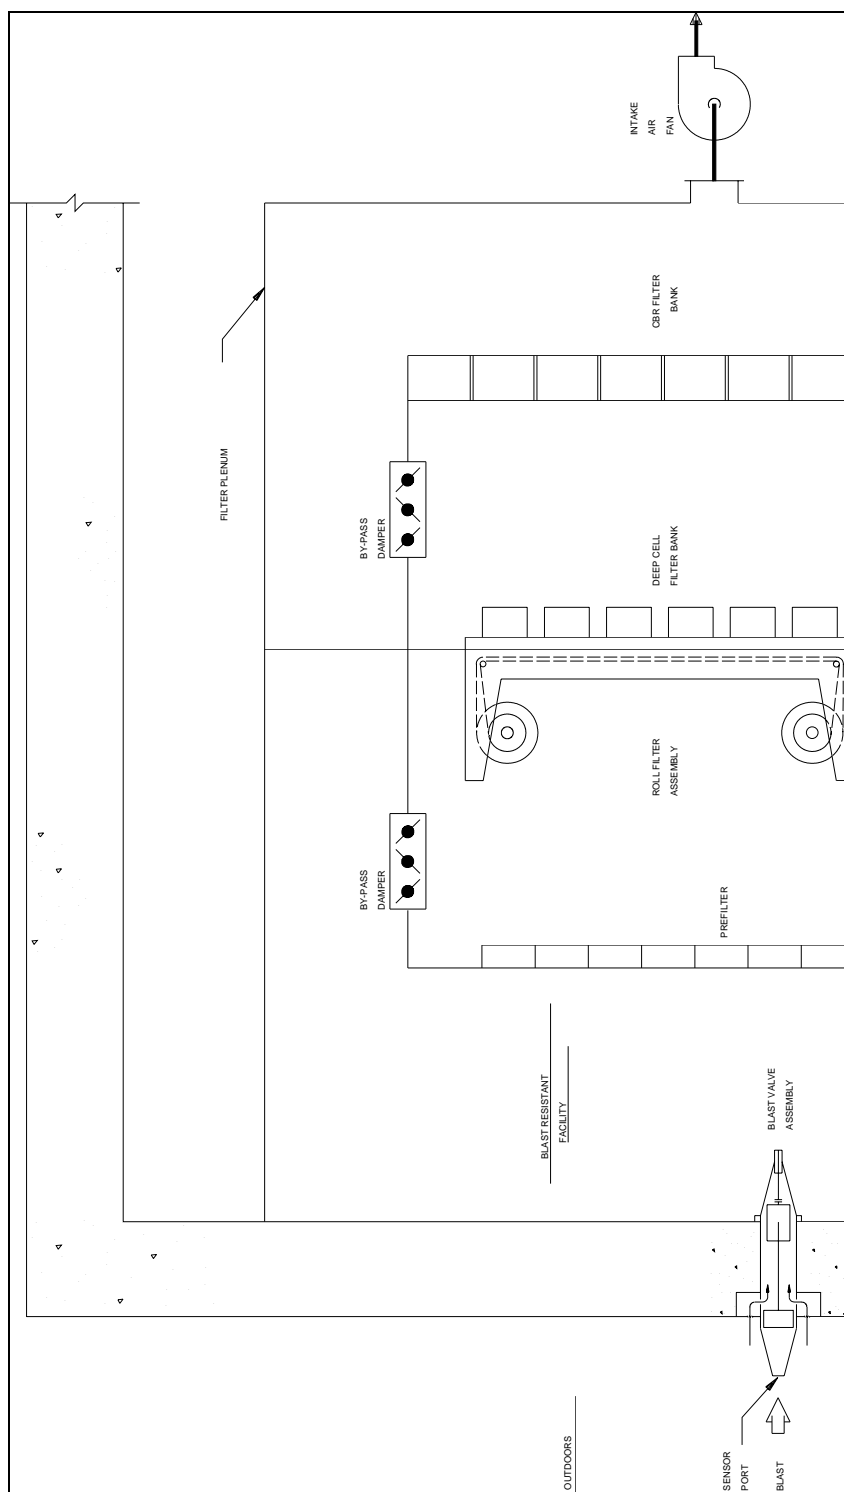 INTAKE
AIR
FAN
CBR FILTER
BANK
FILTER PLENUM
BY-PASS
DAMPER
DEEP CELL
FILTER BANK
ROLL FILTER
ASSEMBLY
BY-PASS
DAMPER
PREFILTER
BLAST RESISTANT
FACILITY
BLAST VALVE
ASSEMBLY
OUTDOORS
SENSOR
PORT
BLAST